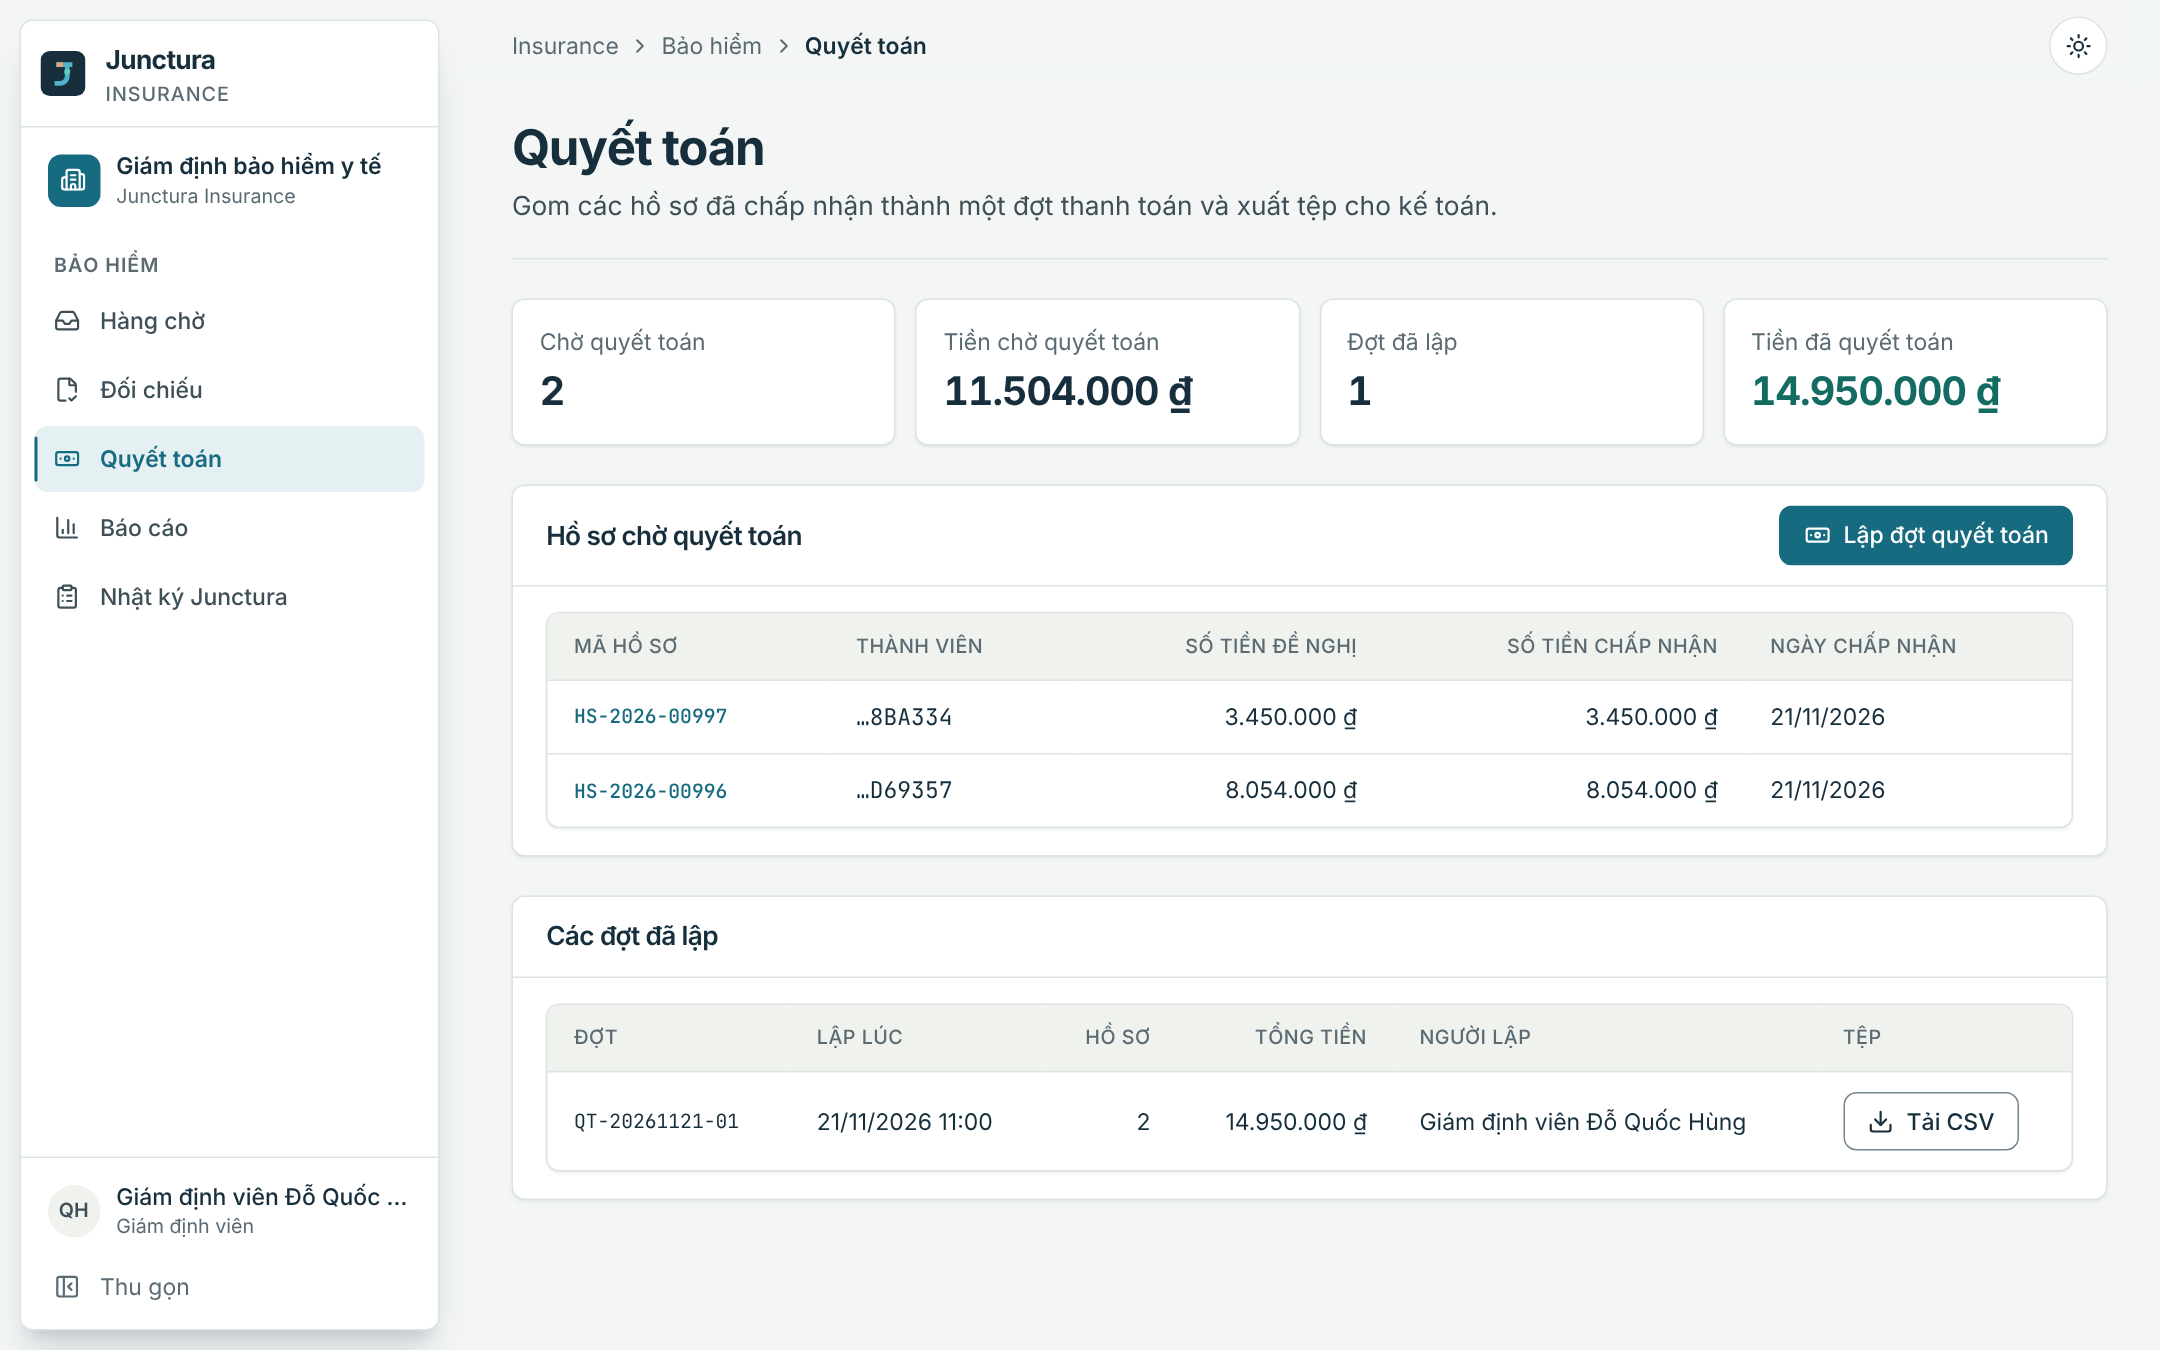 Junctura
INSURANCE
Giám định bảo hiểm y tế
Junctura Insurance
BẢO HIỂM
Hàng chờ
Đối chiếu
Quyết toán
Báo cáo
Nhật ký Junctura
QH
Giám định viên Đỗ Quốc ...
Giám định viên
Thu gọn
Insurance > Bảo hiểm > Quyết toán
Quyết toán
Gom các hồ sơ đã chấp nhận thành một đợt thanh toán và xuất tệp cho kế toán.
Chờ quyết toán
2
Tiền chờ quyết toán
11.504.000 ₫
Đợt đã lập
1
Tiền đã quyết toán
14.950.000 ₫
Hồ sơ chờ quyết toán
Lập đợt quyết toán
MÃ HỒ SƠ THÀNH VIÊN SỐ TIỀN ĐỀ NGHỊ SỐ TIỀN CHẤP NHẬN NGÀY CHẤP NHẬN
HS-2026-00997 …8BA334 3.450.000 ₫ 3.450.000 ₫ 21/11/2026
HS-2026-00996 …D69357 8.054.000 ₫ 8.054.000 ₫ 21/11/2026
Các đợt đã lập
ĐỢT LẬP LÚC HỒ SƠ TỔNG TIỀN NGƯỜI LẬP TỆP
QT-20261121-01 21/11/2026 11:00 2 14.950.000 ₫ Giám định viên Đỗ Quốc Hùng Tải CSV